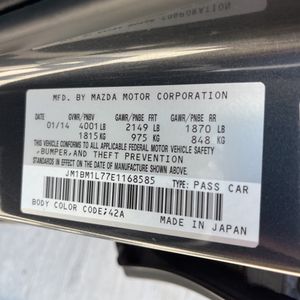 MFD. BY MAZDA MOTOR CORPORATION
GVWR/PNBV GAWR/PNBE FRT GAWR/PNBE RR
01/14 4001 LB 2149 LB 1870 LB
1815 KG 975 KG 848 KG
THIS VEHICLE CONFORMS TO ALL APPLICABLE FEDERAL MOTOR VEHICLE SAFETY,
BUMPER, AND THEFT PREVENTION
STANDARDS IN EFFECT ON THE DATE OF MANUFACTURE SHOWN ABOVE.
JM1BM1L77E1168585 TYPE: PASS CAR
BODY COLOR CODE;42A MADE IN JAPAN